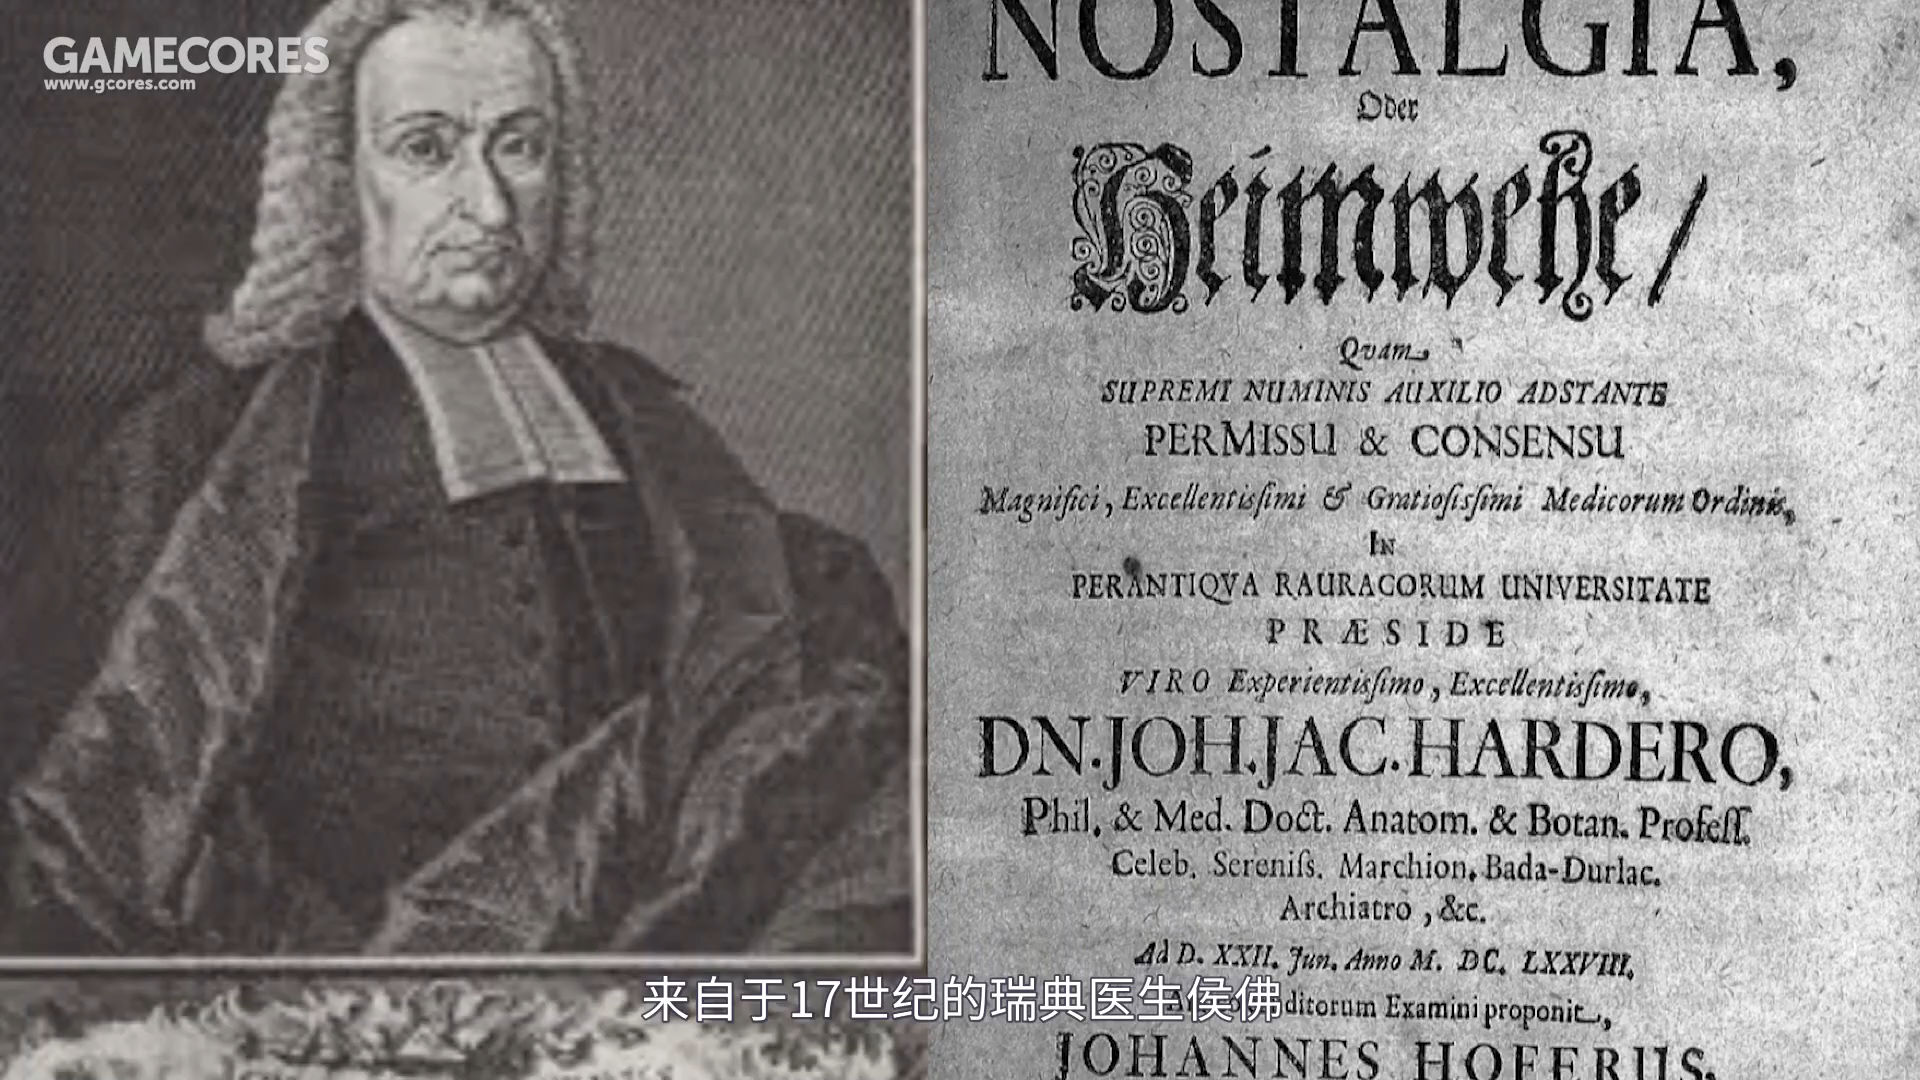 GAMECORES
www.gcores.com
NOSTALGIA,
Oder
Heimwehe/
Qvam
SUPREMI NUMINIS AUXILIO ADSTANTE
PERMISSU & CONSENSU
Magnifici, Excellentisſimi & Gratioſisſimi Medicorum Ordinis,
IN
PERANTIQVA RAURACORUM UNIVERSITATE
PRÆSIDE
VIRO Experientisſimo, Excellentisſimo,
DN. JOH. JAC. HARDERO,
Phil. & Med. Doct. Anatom. & Botan. Profeſſ.
Celeb. Sereniſs. Marchion. Bada-Durlac.
Archiatro, &c.
Ad D. XXII. Jun. Anno M. DC. LXXVIII.
ditorum Examini proponit,
来自于17世纪的瑞典医生侯佛
JOHANNES HOFERUS.